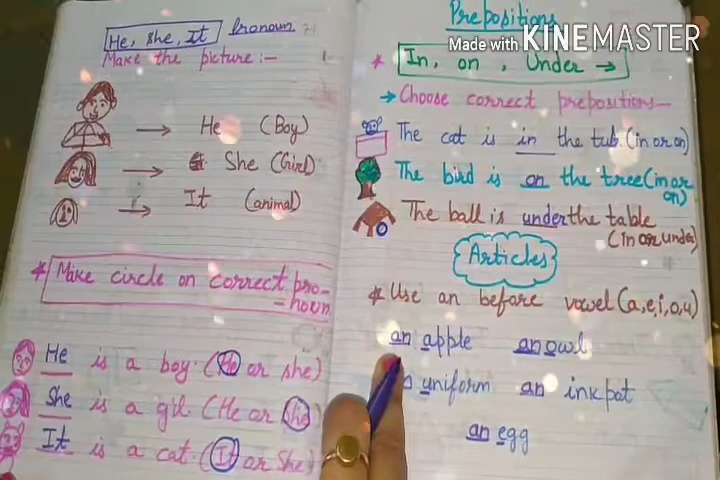 He, She, It Pronoun
Make the picture:-
He (Boy)
She (Girl)
It (animal)
* Make circle on correct pro-
- noun
He is a boy. (He or she)
She is a gil (He or She)
It is a cat. (It or She)
Prepositions
Made with KINEMASTER
* In, on, Under →
→ Choose correct prepositions—
The cat is in the tub. (in or on)
The bird is on the tree (in or
on)
The ball is under the table
(in or under)
Articles
* Use an before vowel (a,e,i,o,u)
an apple an owl
uniform an inkpot
an egg